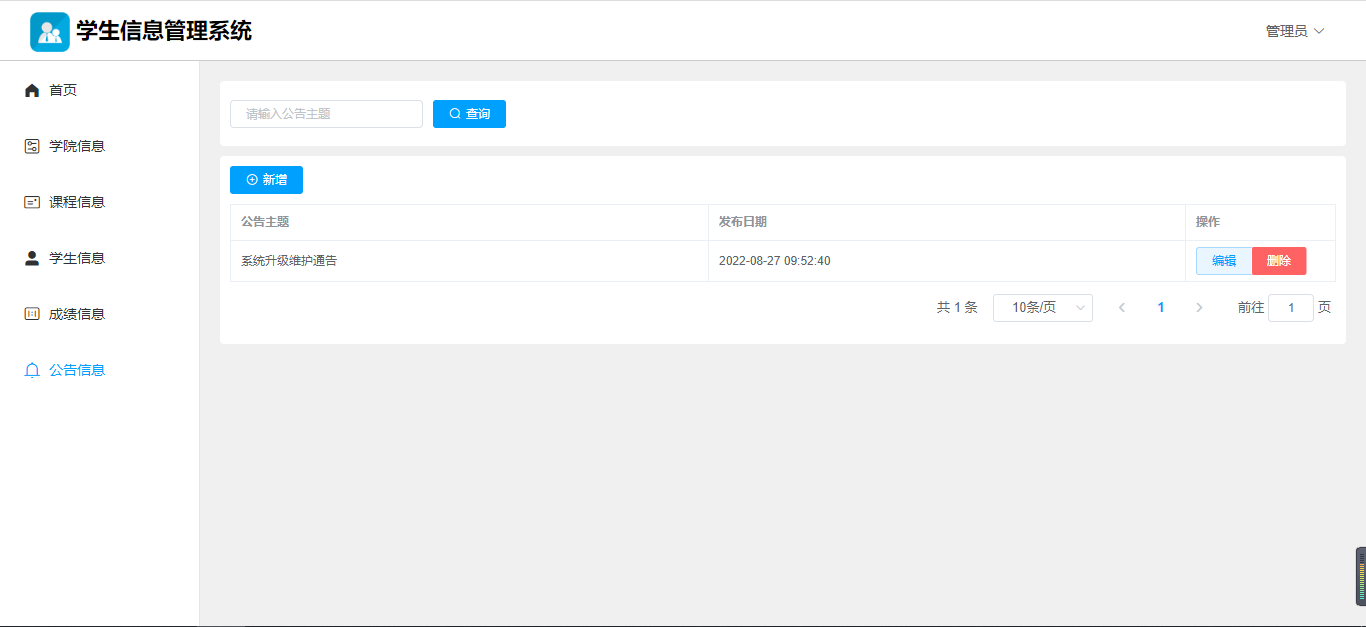 学生信息管理系统
管理员
首页
学院信息
课程信息
学生信息
成绩信息
公告信息
请输入公告主题
查询
新增
公告主题 发布日期 操作
系统升级维护通告 2022-08-27 09:52:40 编辑 删除
共 1 条 10条/页 1 前往 1 页